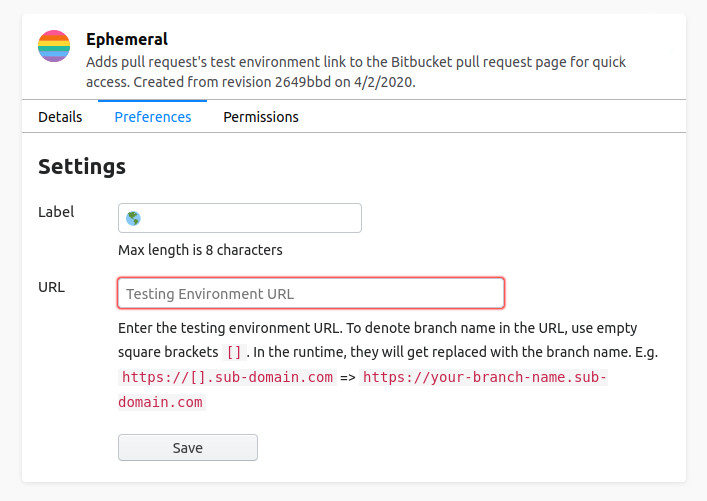 Ephemeral
Adds pull request's test environment link to the Bitbucket pull request page for quick
access. Created from revision 2649bbd on 4/2/2020.
Details Preferences Permissions
Settings
Label 🌎
Max length is 8 characters
URL Testing Environment URL
Enter the testing environment URL. To denote branch name in the URL, use empty
square brackets []. In the runtime, they will get replaced with the branch name. E.g.
https://[].sub-domain.com => https://your-branch-name.sub-
domain.com
Save